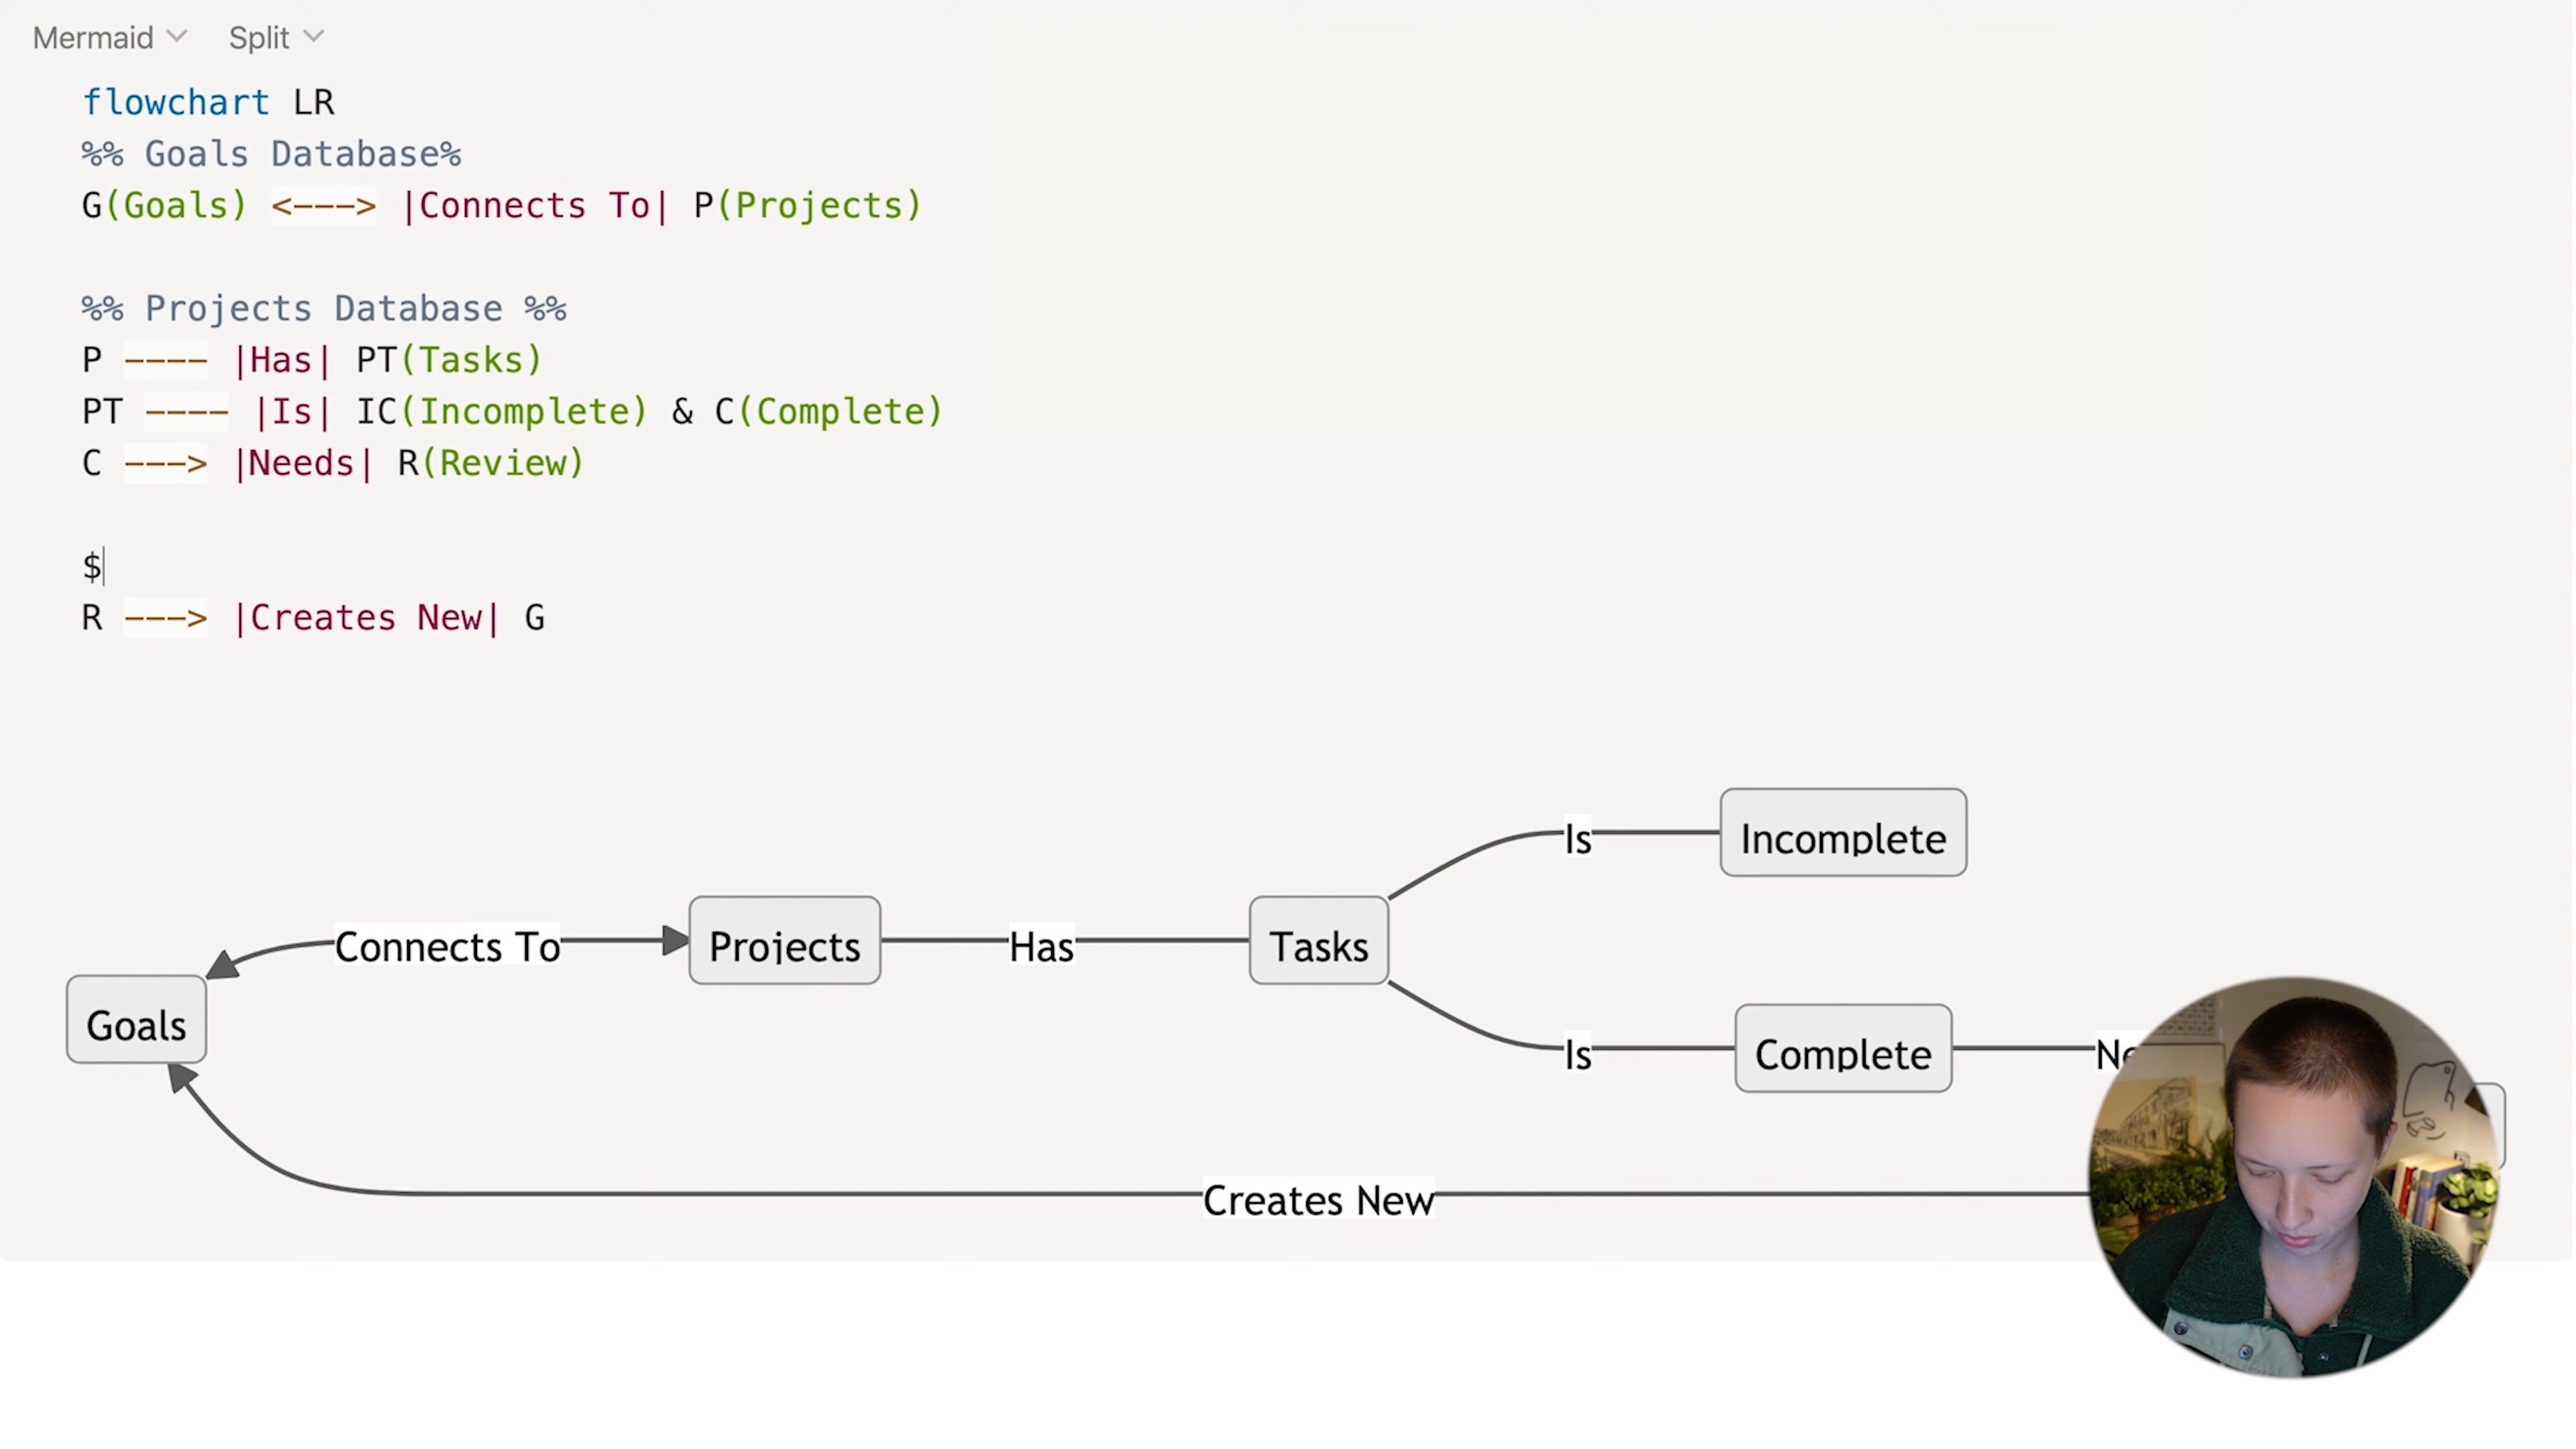 Mermaid Split
flowchart LR
%% Goals Database%
G(Goals) <---> |Connects To| P(Projects)
%% Projects Database %%
P ---- |Has| PT(Tasks)
PT ---- |Is| IC(Incomplete) & C(Complete)
C ---> |Needs| R(Review)
$
R ---> |Creates New| G
Is Incomplete
Connects To Projects Has Tasks
Goals
Is Complete
Creates New